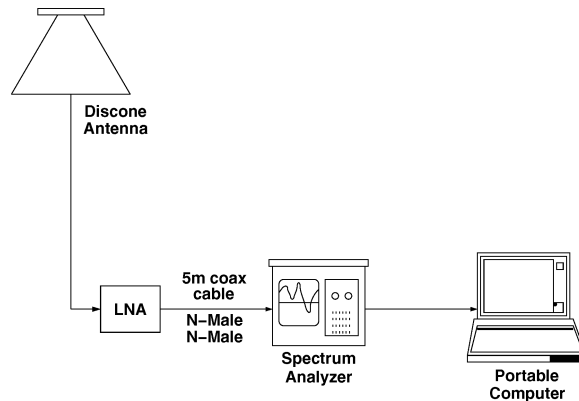 Discone
Antenna
LNA
5m coax
cable
N−Male
N−Male
Spectrum
Analyzer
Portable
Computer